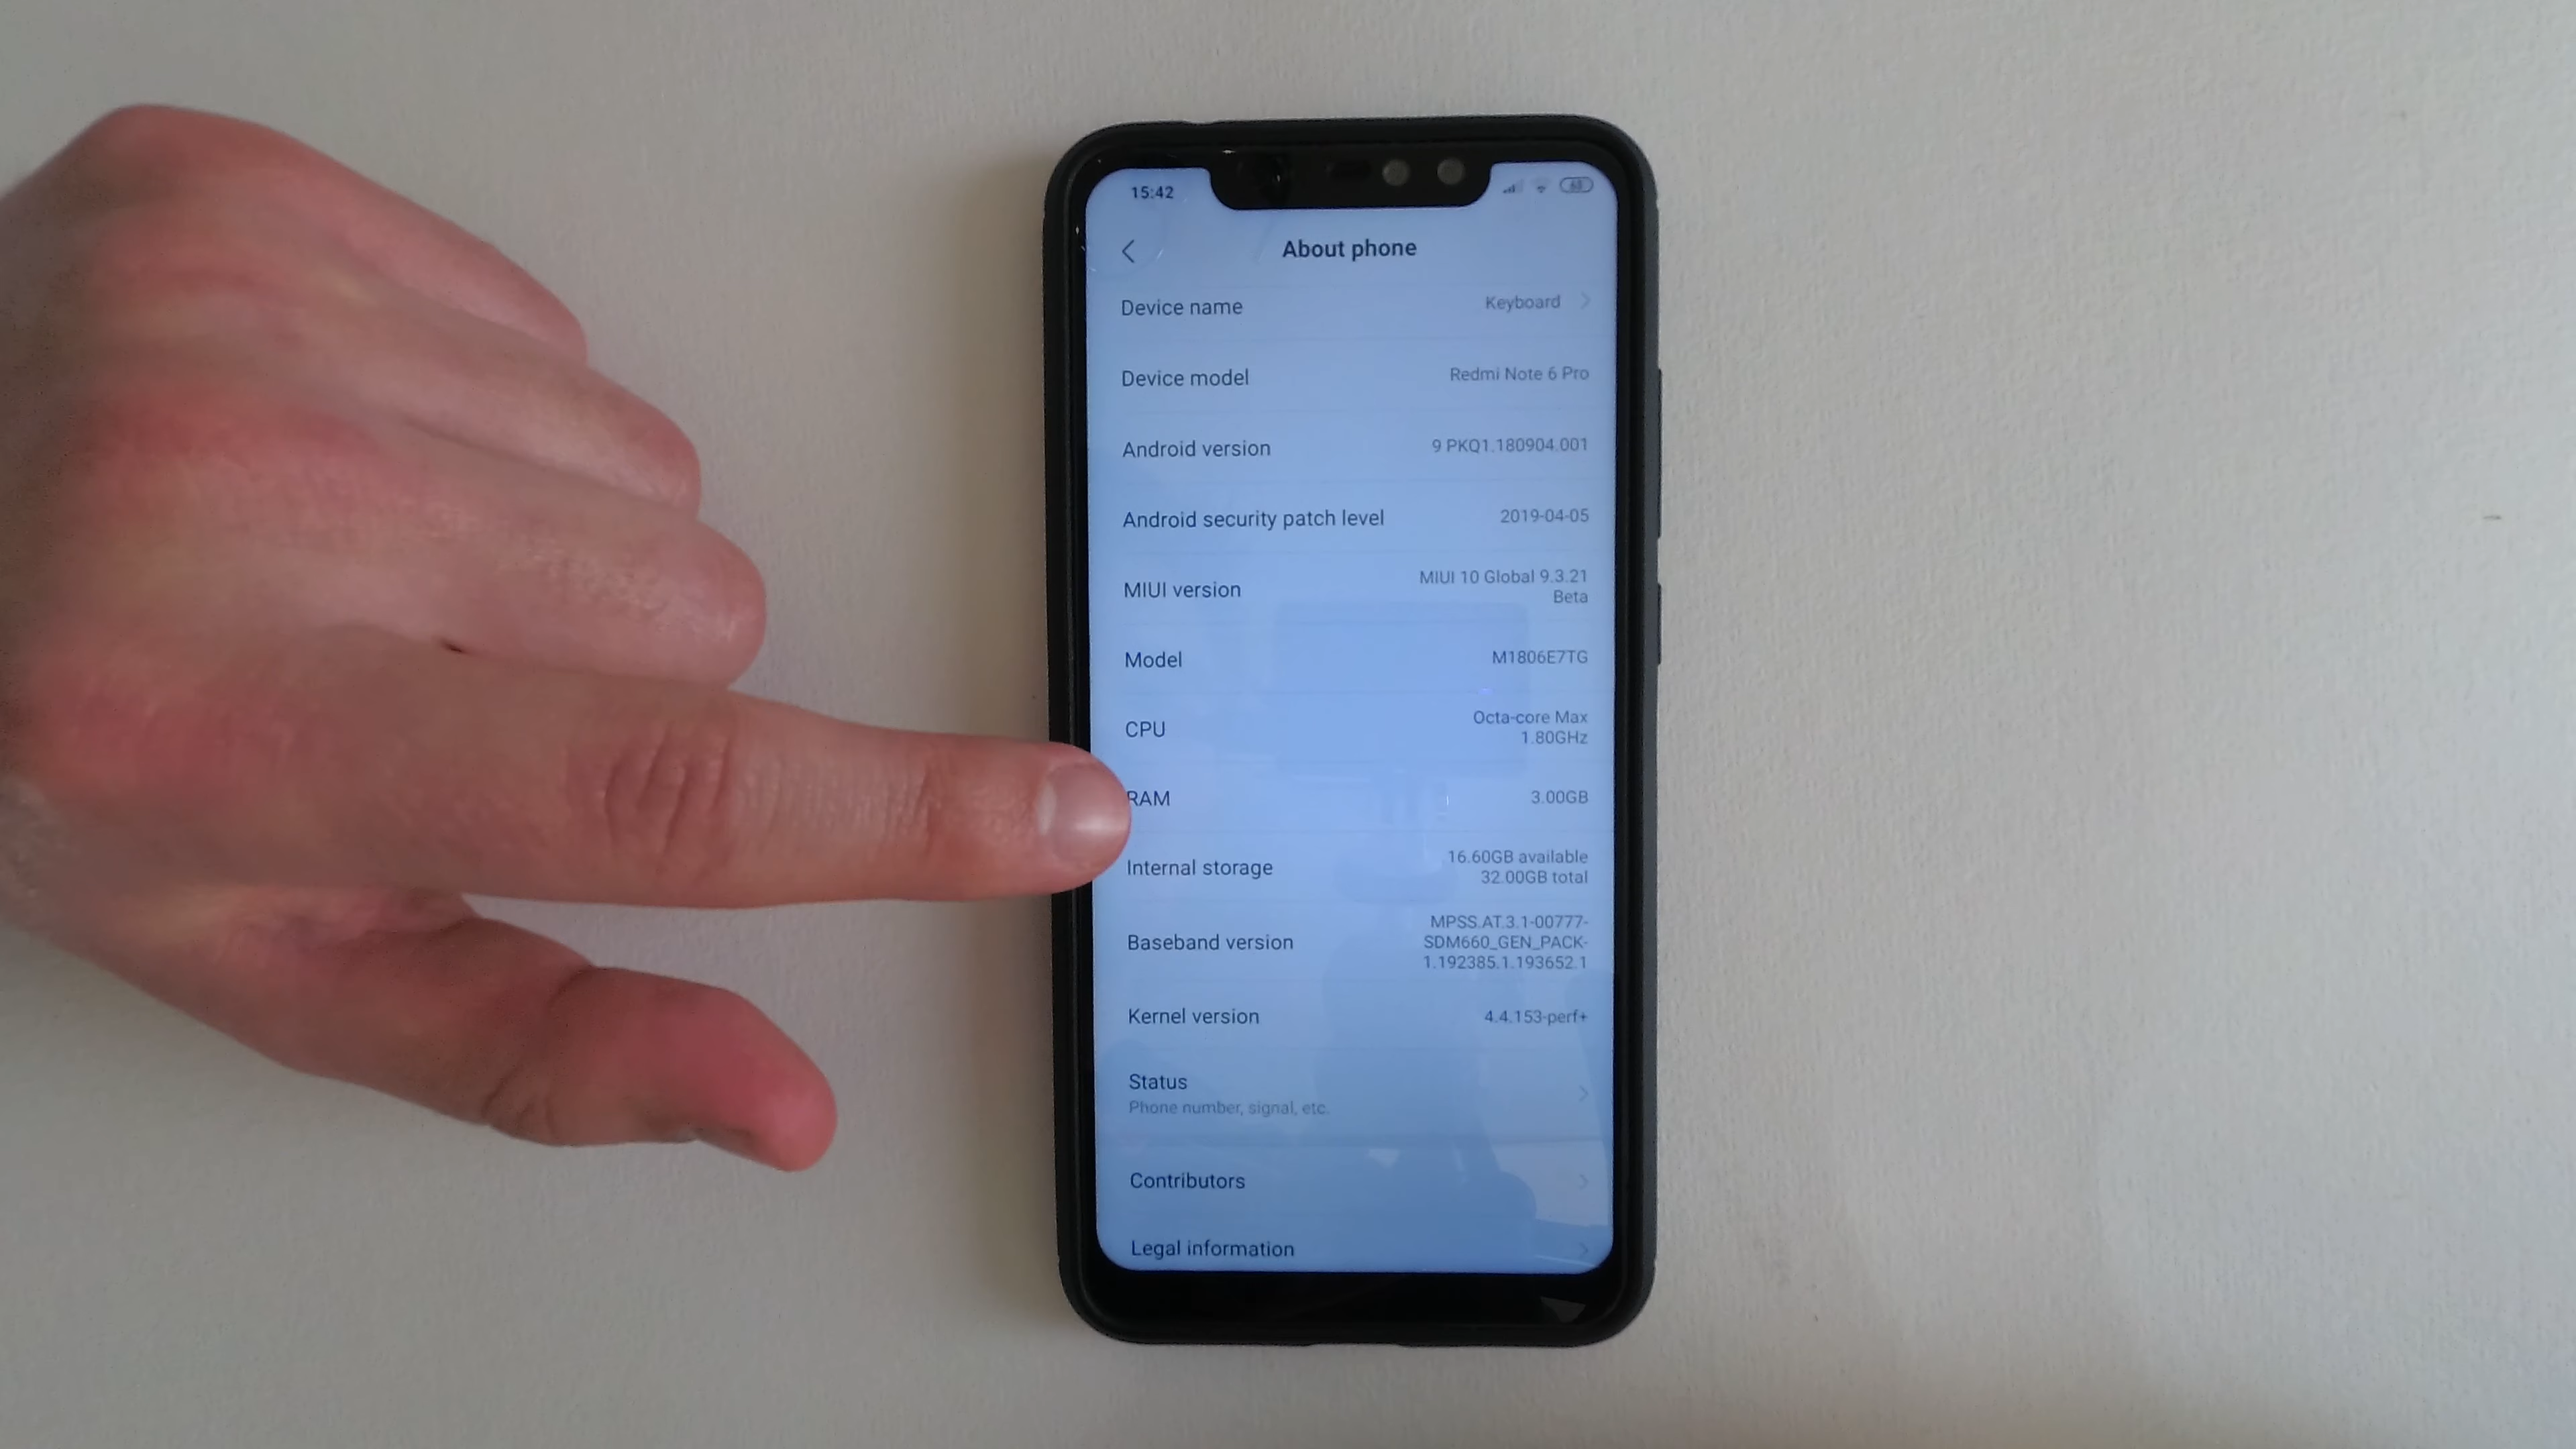 15:42
68
About phone
Device name
Keyboard
Device model
Redmi Note 6 Pro
Android version
9 PKQ1.180904.001
Android security patch level
2019-04-05
MIUI version
MIUI 10 Global 9.3.21
Beta
Model
M1806E7TG
CPU
Octa-core Max
1.80GHz
RAM
3.00GB
Internal storage
16.60GB available
32.00GB total
Baseband version
MPSS.AT.3.1-00777-
SDM660_GEN_PACK-
1.192385.1.193652.1
Kernel version
4.4.153-perf+
Status
Phone number, signal, etc.
Contributors
Legal information